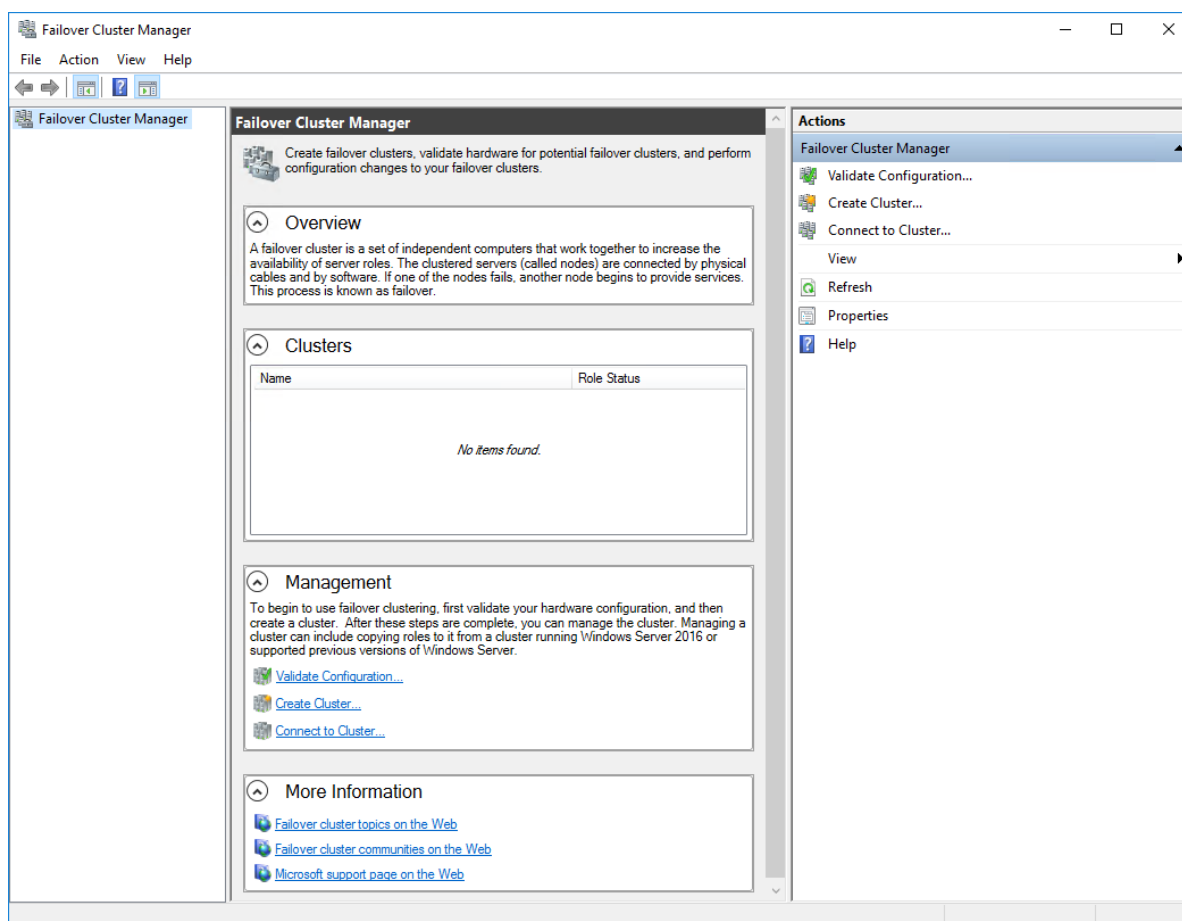 Failover Cluster Manager
File Action View Help
Failover Cluster Manager
Failover Cluster Manager
Create failover clusters, validate hardware for potential failover clusters, and perform
configuration changes to your failover clusters.
Overview
A failover cluster is a set of independent computers that work together to increase the
availability of server roles. The clustered servers (called nodes) are connected by physical
cables and by software. If one of the nodes fails, another node begins to provide services.
This process is known as failover.
Clusters
Name Role Status
No items found.
Management
To begin to use failover clustering, first validate your hardware configuration, and then
create a cluster. After these steps are complete, you can manage the cluster. Managing a
cluster can include copying roles to it from a cluster running Windows Server 2016 or
supported previous versions of Windows Server.
Validate Configuration...
Create Cluster...
Connect to Cluster...
More Information
Failover cluster topics on the Web
Failover cluster communities on the Web
Microsoft support page on the Web
Actions
Failover Cluster Manager
Validate Configuration...
Create Cluster...
Connect to Cluster...
View
Refresh
Properties
Help